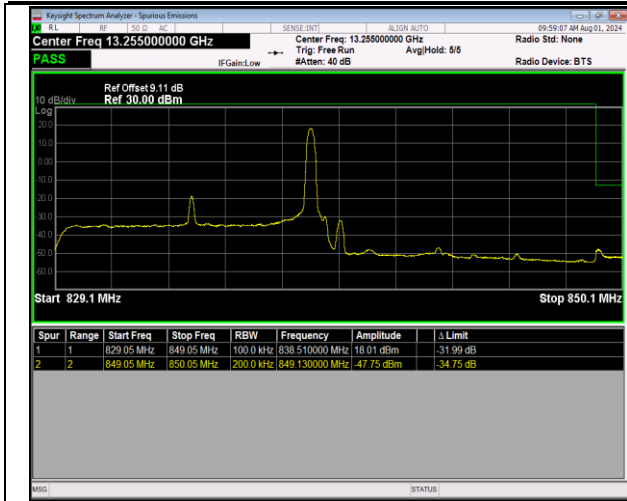 Keysight Spectrum Analyzer - Spurious Emissions
RL RF 50 Ω AC SENSE:INT ALIGN AUTO 09:59:07 AM Aug 01, 2024
Center Freq 13.255000000 GHz Center Freq: 13.255000000 GHz Radio Std: None
Trig: Free Run Avg|Hold: 5/5
PASS IFGain:Low #Atten: 40 dB Radio Device: BTS
Ref Offset 9.11 dB
10 dB/div Ref 30.00 dBm
Log
20.0
10.0
0.00
-10.0
-20.0
-30.0
-40.0
-50.0
-60.0
Start 829.1 MHz Stop 850.1 MHz
Spur Range Start Freq Stop Freq RBW Frequency Amplitude Δ Limit
1 1 829.05 MHz 849.05 MHz 100.0 kHz 838.510000 MHz 18.01 dBm -31.99 dB
2 2 849.05 MHz 850.05 MHz 200.0 kHz 849.130000 MHz -47.75 dBm -34.75 dB
MSG STATUS